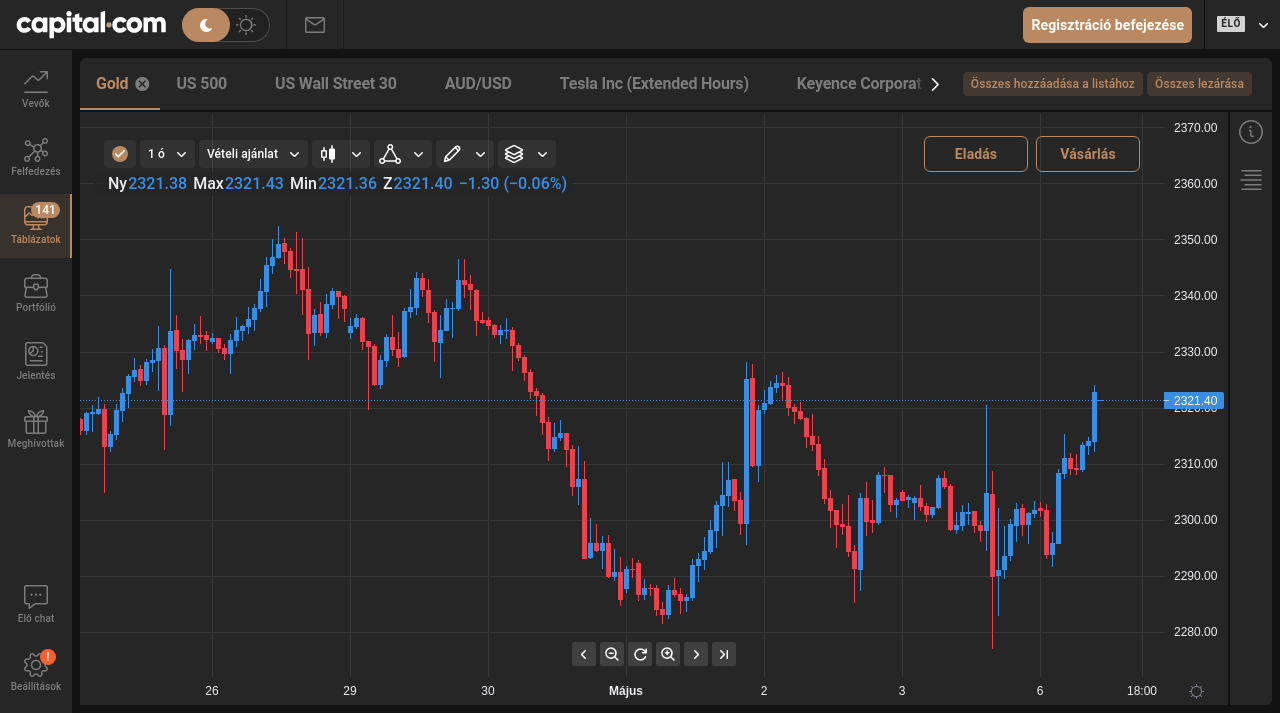 capital.com
Regisztráció befejezése
ÉLŐ
Vevők
Felfedezés
141
Táblázatok
Portfólió
Jelentés
Meghívottak
Élő chat
!
Beállítások
Gold
US 500
US Wall Street 30
AUD/USD
Tesla Inc (Extended Hours)
Keyence Corporat
Összes hozzáadása a listához
Összes lezárása
1 ó
Vételi ajánlat
Eladás
Vásárlás
Ny2321.38 Max2321.43 Min2321.36 Z2321.40 −1.30 (−0.06%)
2370.00
2360.00
2350.00
2340.00
2330.00
2321.40
2320.00
2310.00
2300.00
2290.00
2280.00
26
29
30
Május
2
3
6
18:00